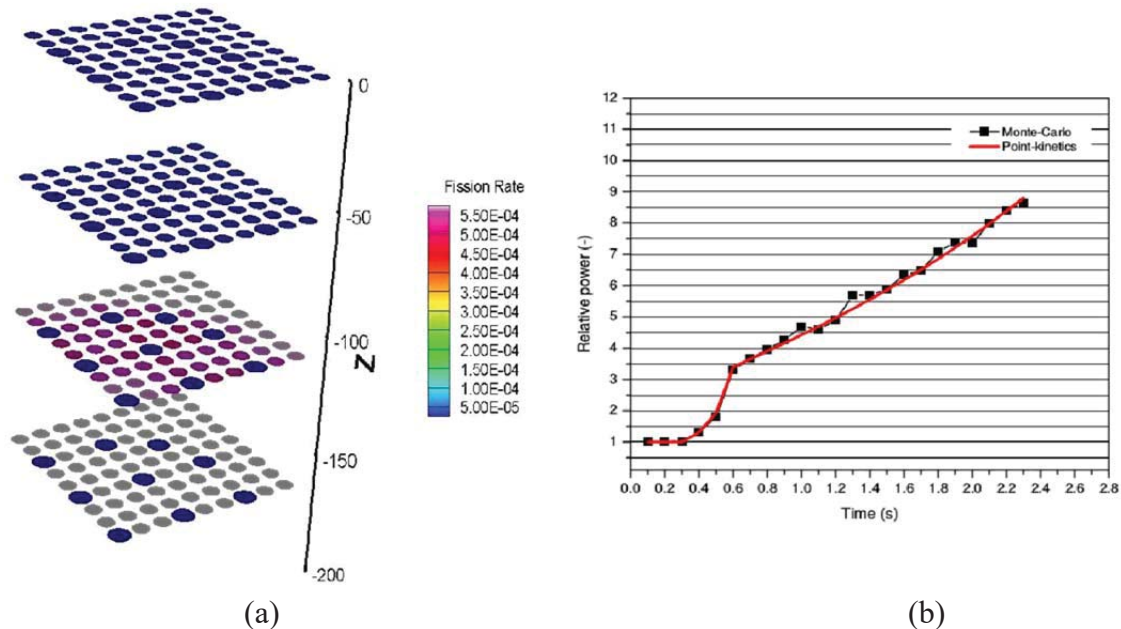 0
-50
-100
Z
-150
-200
Fission Rate
5.50E-04
5.00E-04
4.50E-04
4.00E-04
3.50E-04
3.00E-04
2.50E-04
2.00E-04
1.50E-04
1.00E-04
5.00E-05
(a)
12
11
10
9
8
7
6
5
4
3
2
1
Relative power (-)
Monte-Carlo
Point-kinetics
0.0 0.2 0.4 0.6 0.8 1.0 1.2 1.4 1.6 1.8 2.0 2.2 2.4 2.6 2.8
Time (s)
(b)